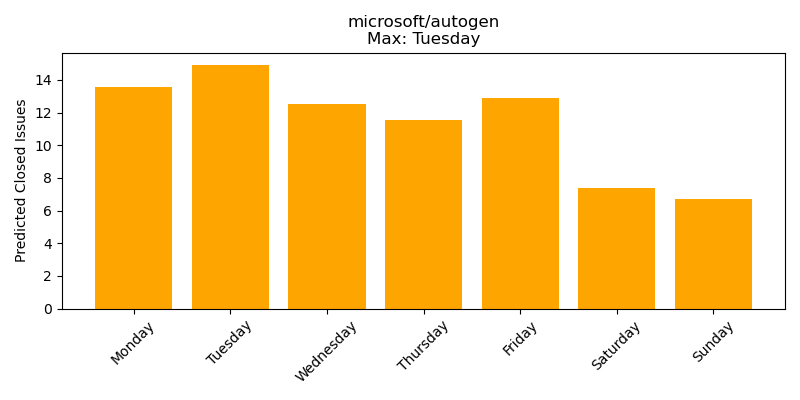 microsoft/autogen
Max: Tuesday
Predicted Closed Issues
14
12
10
8
6
4
2
0
Monday
Tuesday
Wednesday
Thursday
Friday
Saturday
Sunday